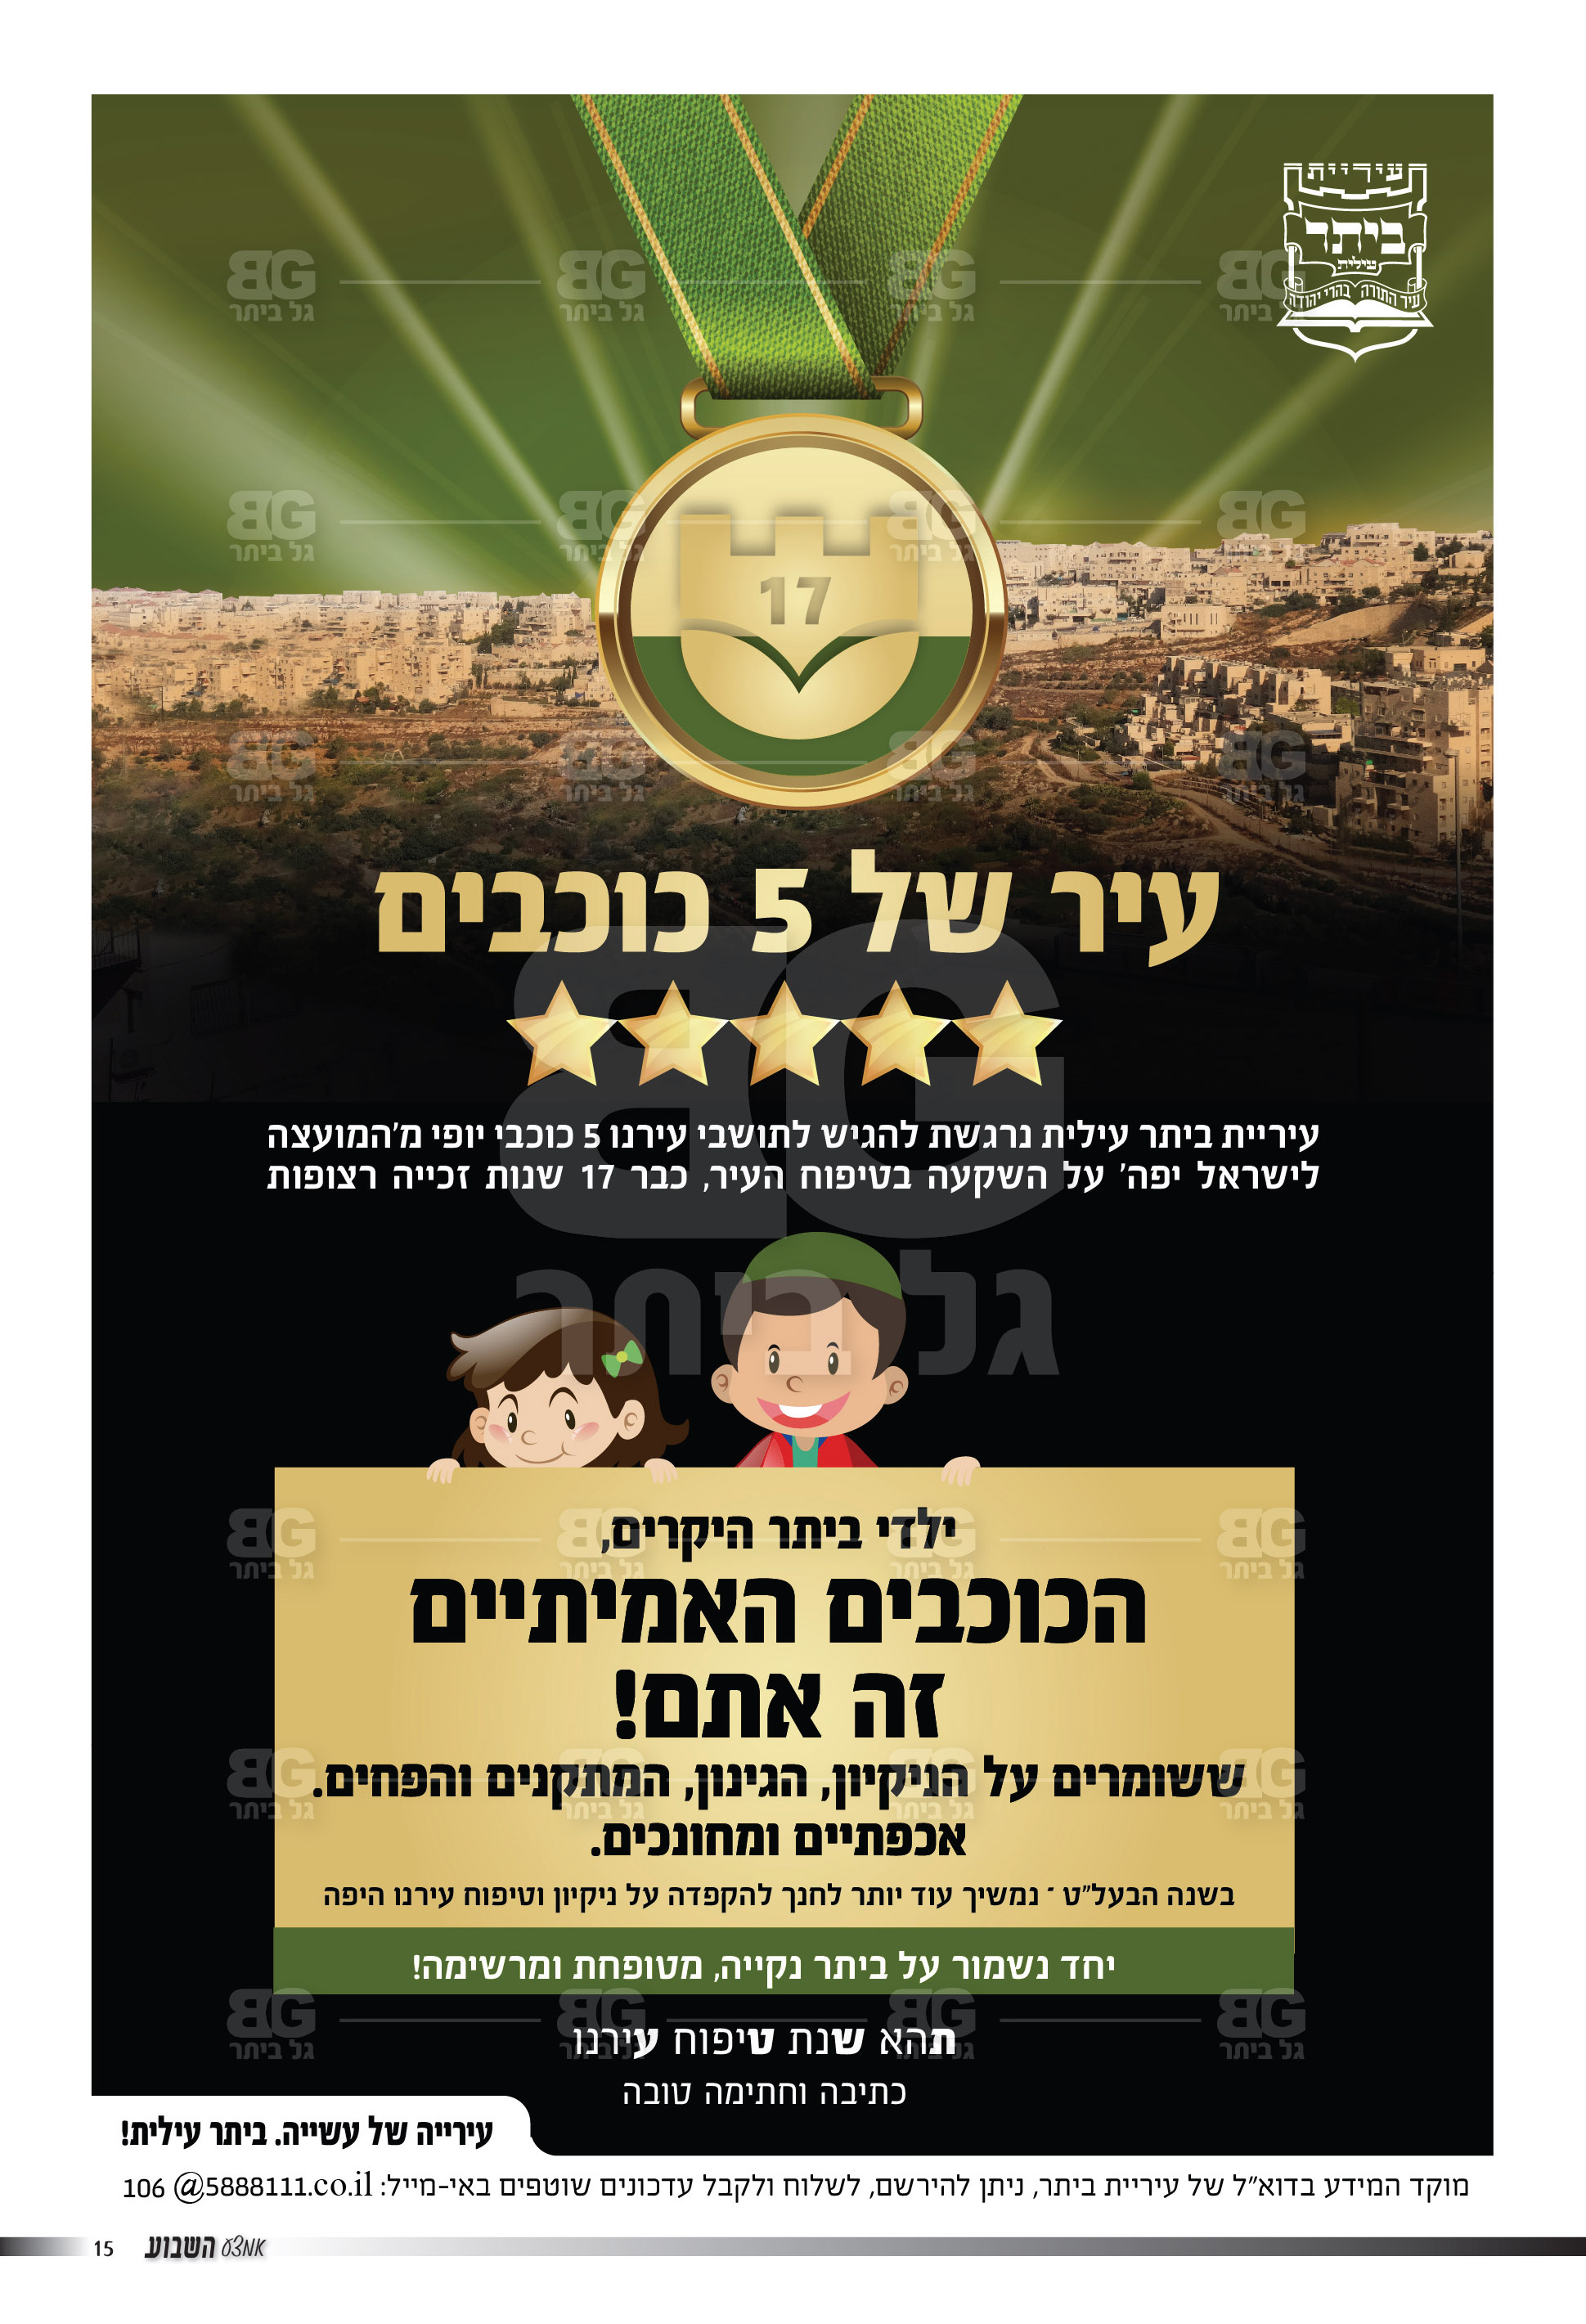 עיריית
ביתר
עילית
עיר התורה בהרי יהודה
17
עיר של 5 כוכבים
עיריית ביתר עילית נרגשת להגיש לתושבי עירנו 5 כוכבי יופי מ'המועצה
לישראל יפה' על השקעה בטיפוח העיר, כבר 17 שנות זכייה רצופות
BG
גל ביתר
ילדי ביתר היקרים,
הכוכבים האמיתיים
זה אתם!
ששומרים על הניקיון, הגינון, המתקנים והפחים.
אכפתיים ומחונכים.
בשנה הבעל"ט - נמשיך עוד יותר לחנך להקפדה על ניקיון וטיפוח עירנו היפה
יחד נשמור על ביתר נקייה, מטופחת ומרשימה!
תהא שנת טיפוח עירנו
כתיבה וחתימה טובה
עירייה של עשייה. ביתר עילית!
מוקד המידע בדוא"ל של עיריית ביתר, ניתן להירשם, לשלוח ולקבל עדכונים שוטפים באי-מייל: 106@5888111.co.il
אמצע השבוע 15